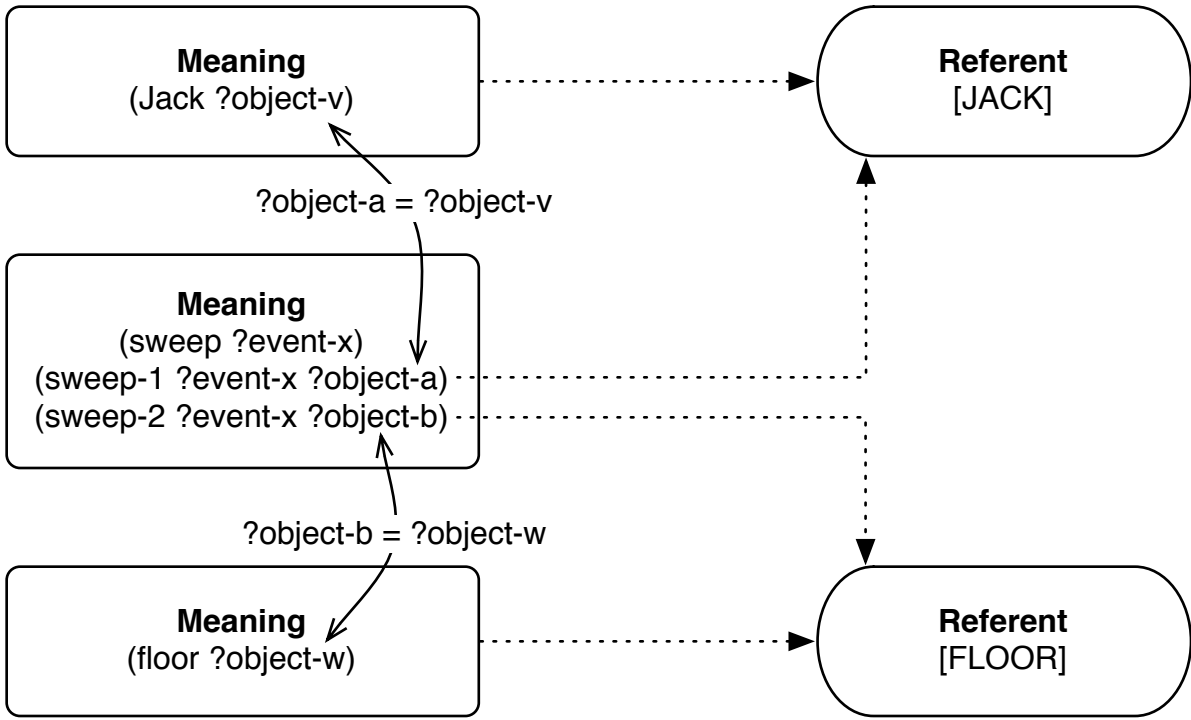 Meaning
(Jack ?object-v)
Referent
[JACK]
?object-a = ?object-v
Meaning
(sweep ?event-x)
(sweep-1 ?event-x ?object-a)
(sweep-2 ?event-x ?object-b)
?object-b = ?object-w
Meaning
(floor ?object-w)
Referent
[FLOOR]